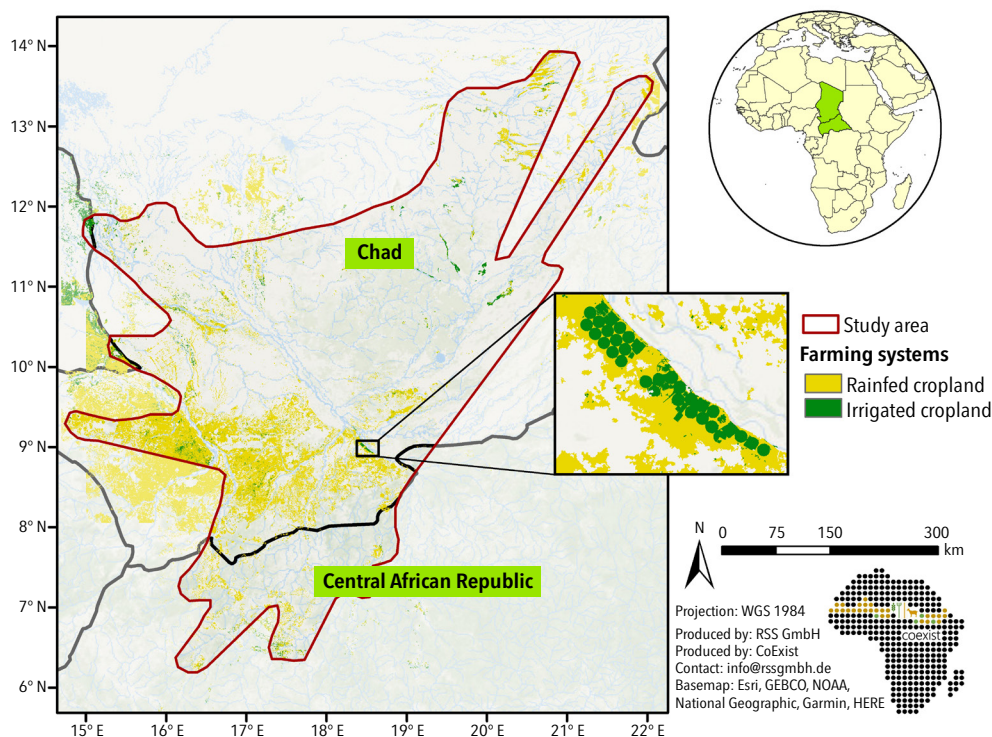 14° N
13° N
12° N
11° N
10° N
9° N
8° N
7° N
6° N
15° E
16° E
17° E
18° E
19° E
20° E
21° E
22° E
Chad
Central African Republic
Study area
Farming systems
Rainfed cropland
Irrigated cropland
N
0 75 150 300
km
Projection: WGS 1984
Produced by: RSS GmbH
Produced by: CoExist
Contact: info@rssgmbh.de
Basemap: Esri, GEBCO, NOAA,
National Geographic, Garmin, HERE
coexist